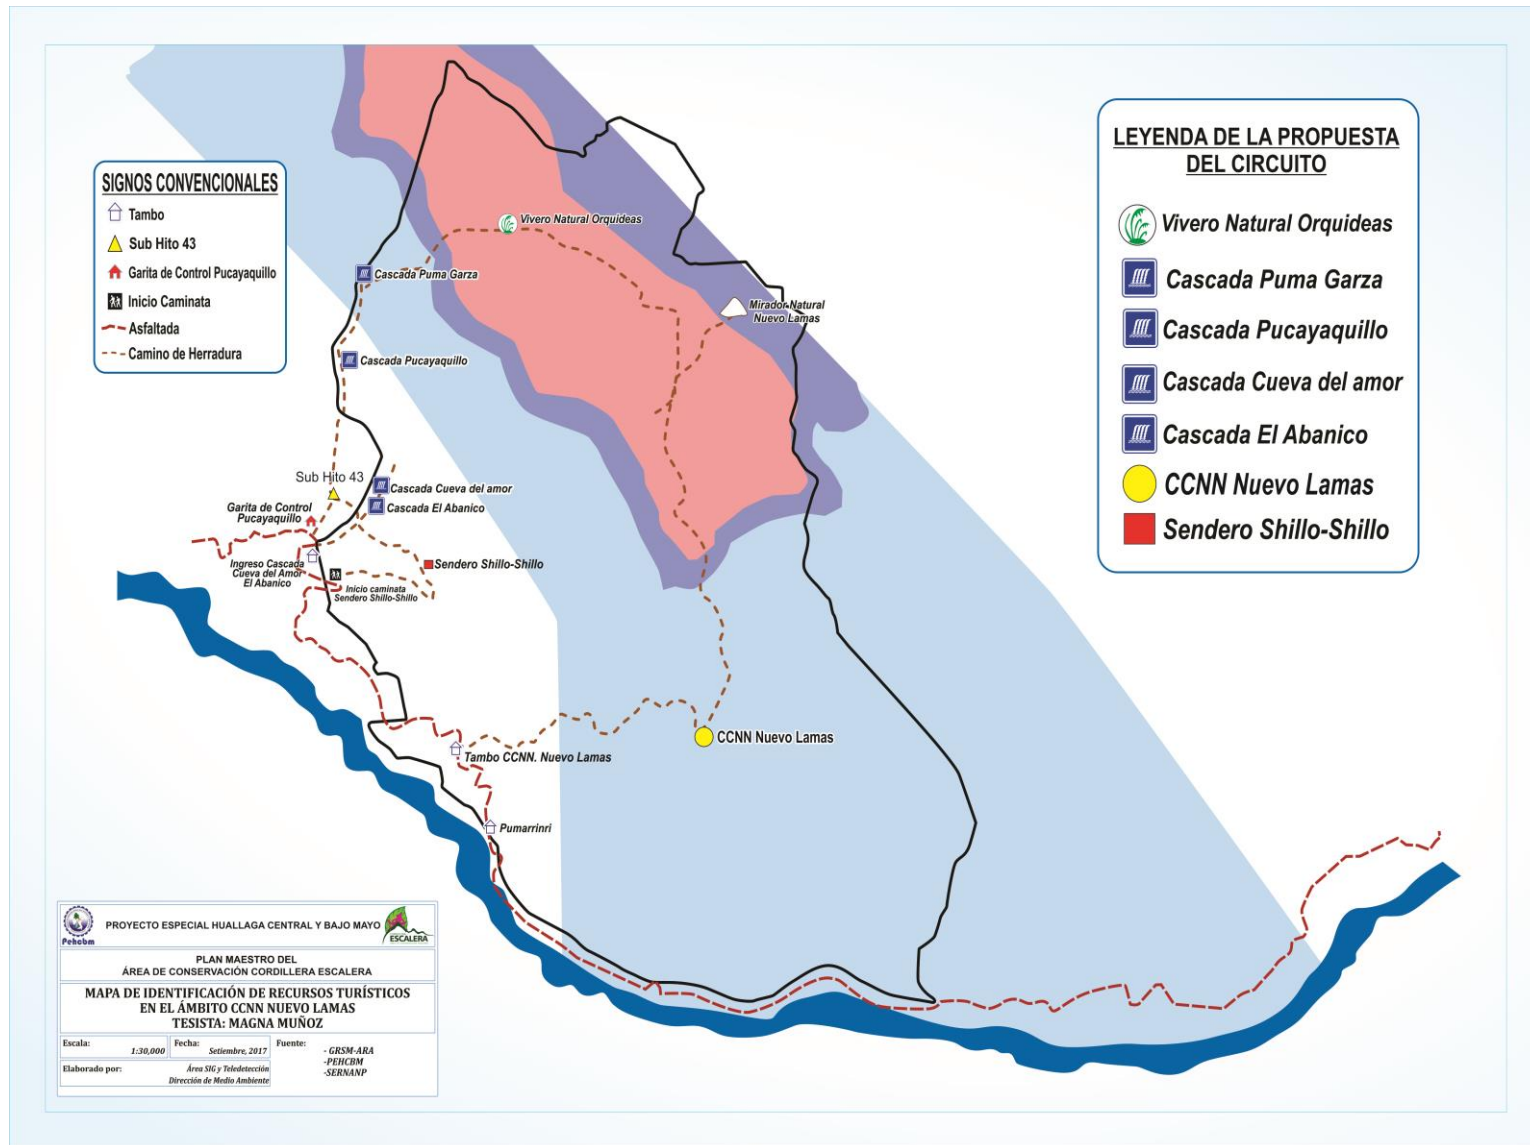 SIGNOS CONVENCIONALES
Tambo
Sub Hito 43
Garita de Control Pucayaquillo
Inicio Caminata
Asfaltada
Camino de Herradura
LEYENDA DE LA PROPUESTA
DEL CIRCUITO
Vivero Natural Orquideas
Cascada Puma Garza
Cascada Pucayaquillo
Cascada Cueva del amor
Cascada El Abanico
CCNN Nuevo Lamas
Sendero Shillo-Shillo
Vivero Natural Orquideas
Cascada Puma Garza
Mirador Natural
Nuevo Lamas
Cascada Pucayaquillo
Sub Hito 43
Cascada Cueva del amor
Cascada El Abanico
Garita de Control
Pucayaquillo
Ingreso Cascada
Cueva del Amor
El Abanico
Sendero Shillo-Shillo
Inicio caminata
Sendero Shillo-Shillo
CCNN Nuevo Lamas
Tambo CCNN. Nuevo Lamas
Pumarrinri
Pehcbm
PROYECTO ESPECIAL HUALLAGA CENTRAL Y BAJO MAYO
ESCALERA
PLAN MAESTRO DEL
ÁREA DE CONSERVACIÓN CORDILLERA ESCALERA
MAPA DE IDENTIFICACIÓN DE RECURSOS TURÍSTICOS
EN EL ÁMBITO CCNN NUEVO LAMAS
TESISTA: MAGNA MUÑOZ
Escala:
1:30,000
Fecha:
Setiembre, 2017
Fuente:
- GRSM-ARA
-PEHCBM
-SERNANP
Elaborado por:
Área SIG y Teledetección
Dirección de Medio Ambiente